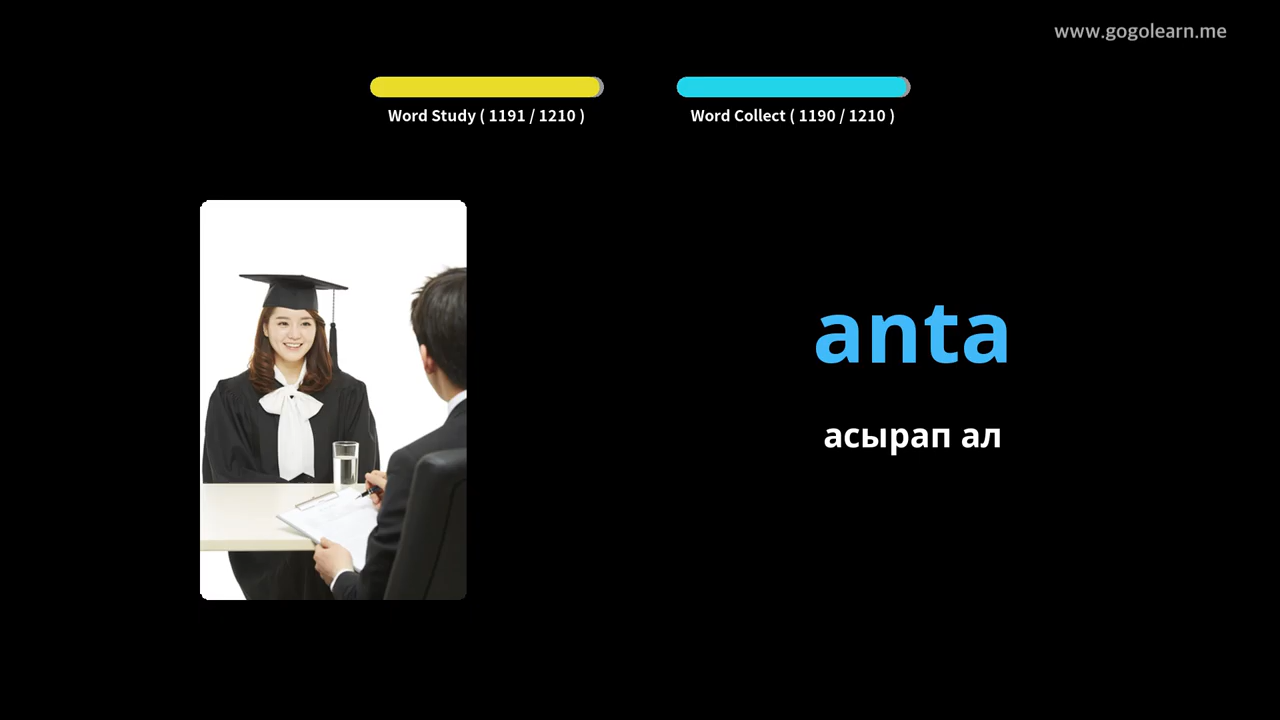 www.gogolearn.me
Word Study ( 1191 / 1210 )
Word Collect ( 1190 / 1210 )
anta
асырап ал